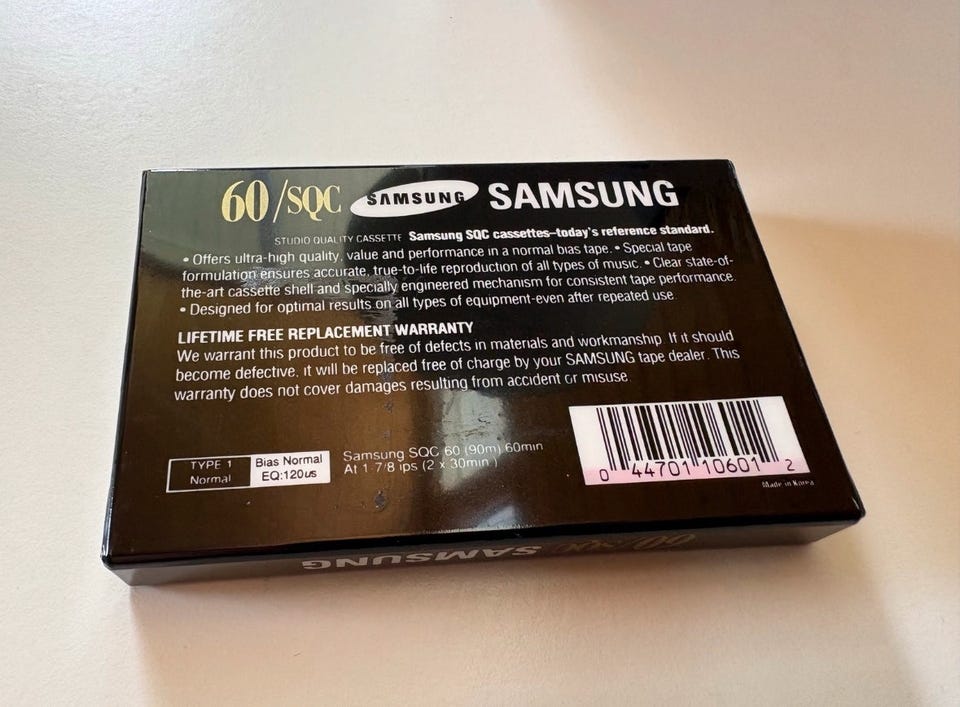 60/SQC SAMSUNG SAMSUNG
STUDIO QUALITY CASSETTE Samsung SQC cassettes–today's reference standard.
• Offers ultra-high quality, value and performance in a normal bias tape. • Special tape
formulation ensures accurate, true-to-life reproduction of all types of music. • Clear state-of-
the-art cassette shell and specially engineered mechanism for consistent tape performance.
• Designed for optimal results on all types of equipment-even after repeated use.
LIFETIME FREE REPLACEMENT WARRANTY
We warrant this product to be free of defects in materials and workmanship. If it should
become defective, it will be replaced free of charge by your SAMSUNG tape dealer. This
warranty does not cover damages resulting from accident or misuse.
TYPE 1
Normal
Bias Normal
EQ:120us
Samsung SQC 60 (90m) 60min
At 1-7/8 ips (2 x 30min)
0 44701 10601 2
Made in Korea
60/SQC SAMSUNG